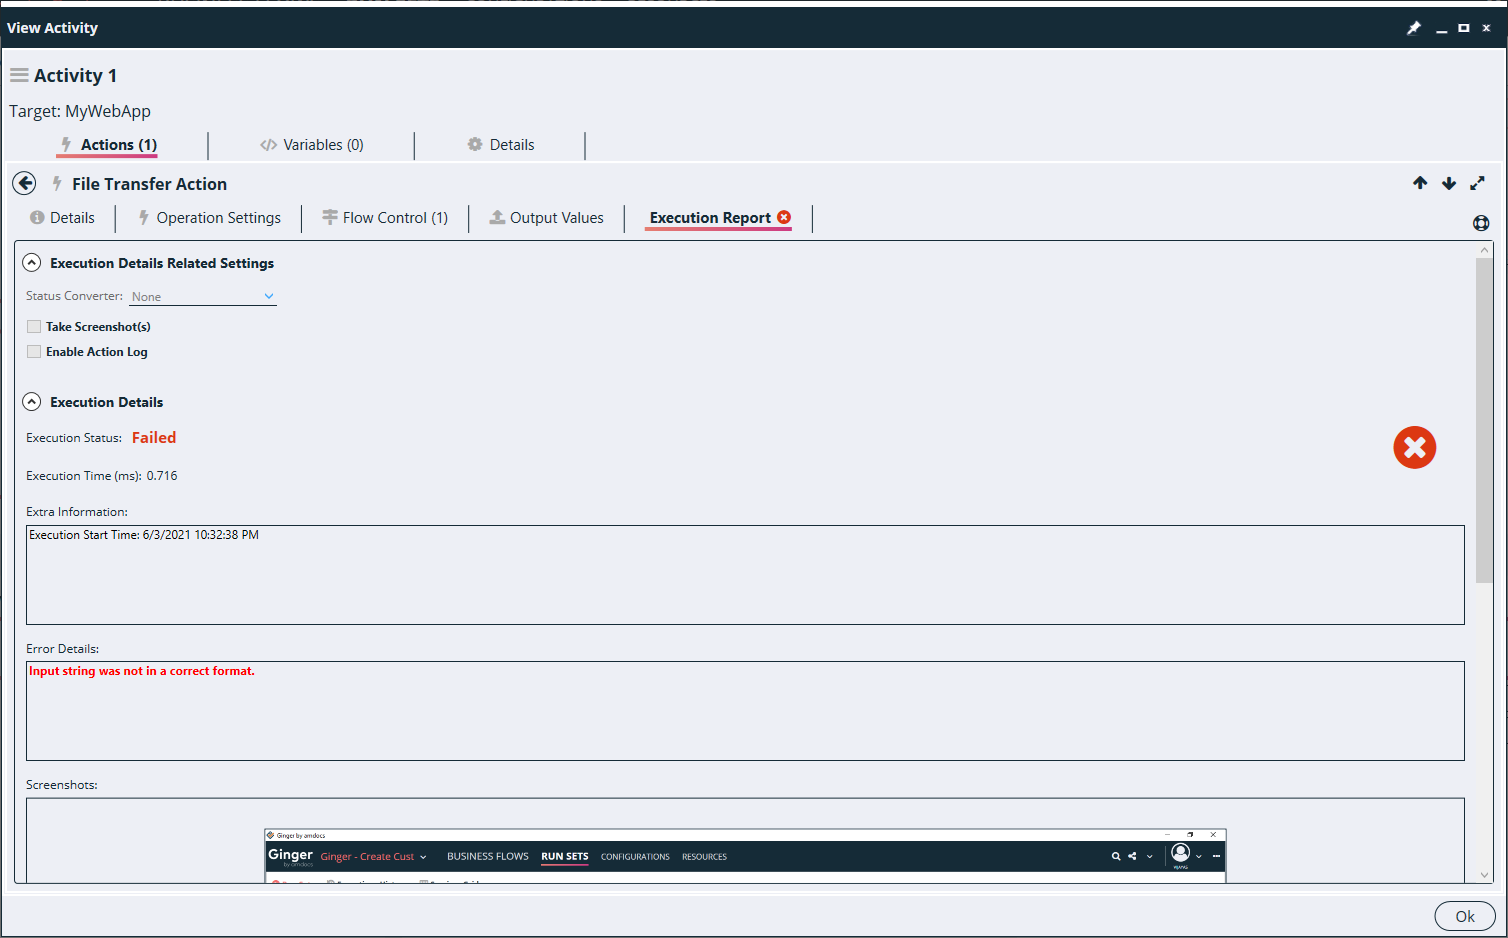 View Activity
Activity 1
Target: MyWebApp
Actions (1)
Variables (0)
Details
File Transfer Action
Details
Operation Settings
Flow Control (1)
Output Values
Execution Report
Execution Details Related Settings
Status Converter: None
Take Screenshot(s)
Enable Action Log
Execution Details
Execution Status: Failed
Execution Time (ms): 0.716
Extra Information:
Execution Start Time: 6/3/2021 10:32:38 PM
Error Details:
Input string was not in a correct format.
Screenshots:
Ginger by amdocs
Ginger
by amdocs
Ginger - Create Cust
BUSINESS FLOWS
RUN SETS
CONFIGURATIONS
RESOURCES
Ok